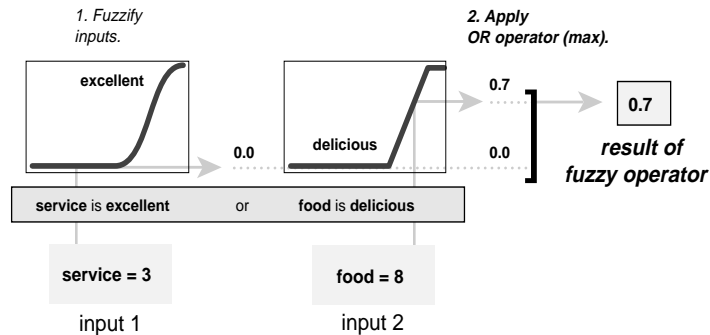 1. Fuzzify
inputs.
2. Apply
OR operator (max).
excellent
0.0
delicious
0.7
0.0
0.7
result of
fuzzy operator
service is excellent or food is delicious
service = 3
food = 8
input 1
input 2